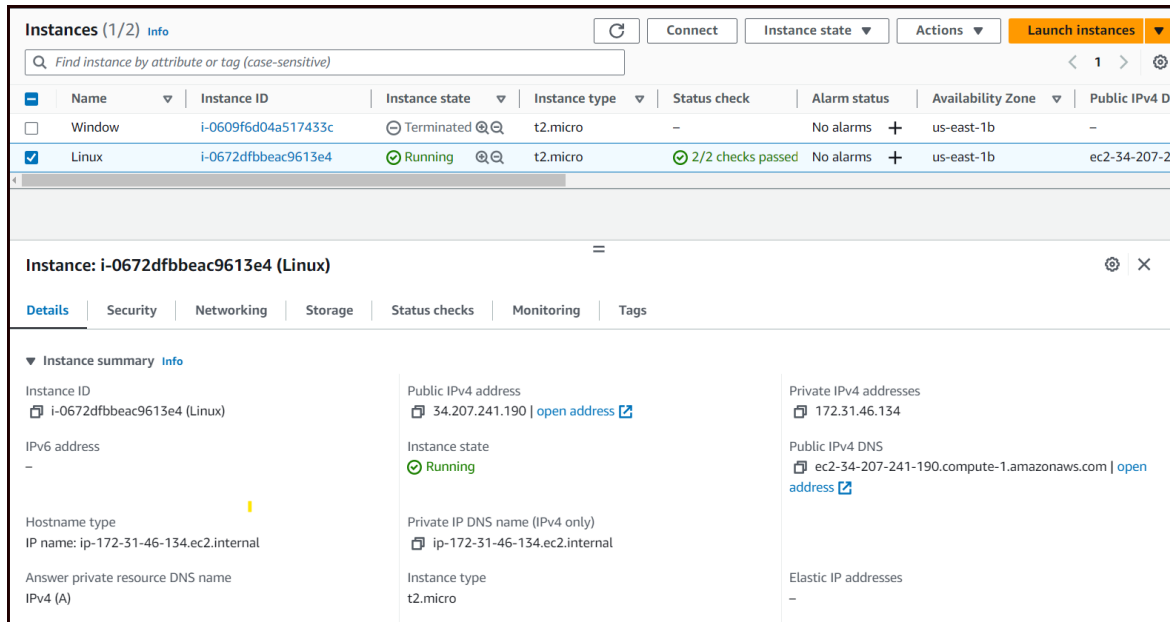 Instances (1/2) Info Connect Instance state Actions Launch instances
Find instance by attribute or tag (case-sensitive) 1
Name Instance ID Instance state Instance type Status check Alarm status Availability Zone Public IPv4 D
Window i-0609f6d04a517433c Terminated t2.micro – No alarms + us-east-1b –
Linux i-0672dfbbeac9613e4 Running t2.micro 2/2 checks passed No alarms + us-east-1b ec2-34-207-2
Instance: i-0672dfbbeac9613e4 (Linux)
Details Security Networking Storage Status checks Monitoring Tags
Instance summary Info
Instance ID Public IPv4 address Private IPv4 addresses
i-0672dfbbeac9613e4 (Linux) 34.207.241.190 | open address 172.31.46.134
IPv6 address Instance state Public IPv4 DNS
– Running ec2-34-207-241-190.compute-1.amazonaws.com | open
address
Hostname type Private IP DNS name (IPv4 only)
IP name: ip-172-31-46-134.ec2.internal ip-172-31-46-134.ec2.internal
Answer private resource DNS name Instance type Elastic IP addresses
IPv4 (A) t2.micro –